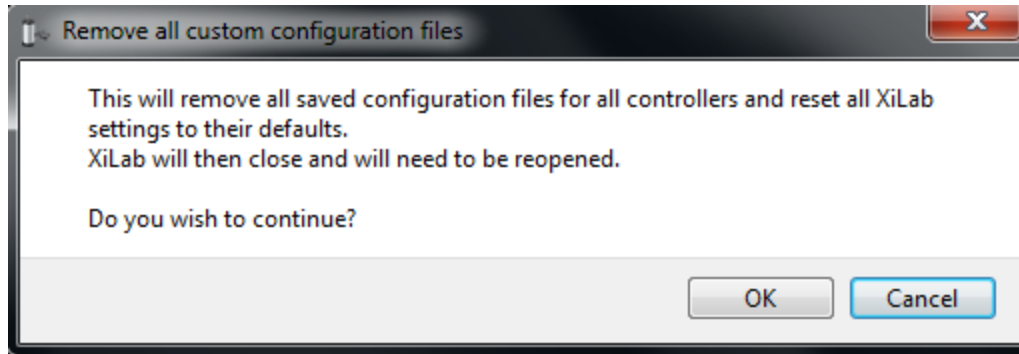 Remove all custom configuration files
This will remove all saved configuration files for all controllers and reset all XiLab
settings to their defaults.
XiLab will then close and will need to be reopened.
Do you wish to continue?
OK
Cancel